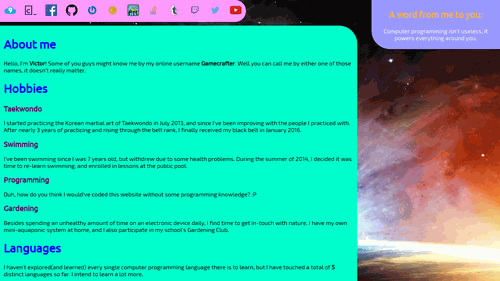 A word from me to you:
Computer programming isn't useless, it
powers everything around you.
About me
Hello, I'm Victor! Some of you guys might know me by my online username Gamecrafter. Well you can call me by either one of those
names, it doesn't really matter.
Hobbies
Taekwondo
I started practicing the Korean martial art of Taekwondo in July 2013, and since I've been improving with the people I practiced with.
After nearly 3 years of practicing and rising through the belt rank, I finally received my black belt in January 2016.
Swimming
I've been swimming since I was 7 years old, but withdrew due to some health problems. During the summer of 2014, I decided it was
time to re-learn swimming, and enrolled in lessons at the public pool.
Programming
Duh, how do you think I would've coded this website without some programming knowledge? :P
Gardening
Besides spending an unhealthy amount of time on an electronic device daily, I find time to get in-touch with nature. I have my own
mini-aquaponic system at home, and I also participate in my school's Gardening Club.
Languages
I haven't explored(and learned) every single computer programming language there is to learn, but I have touched a total of 5
distinct languages so far. I intend to learn a lot more.